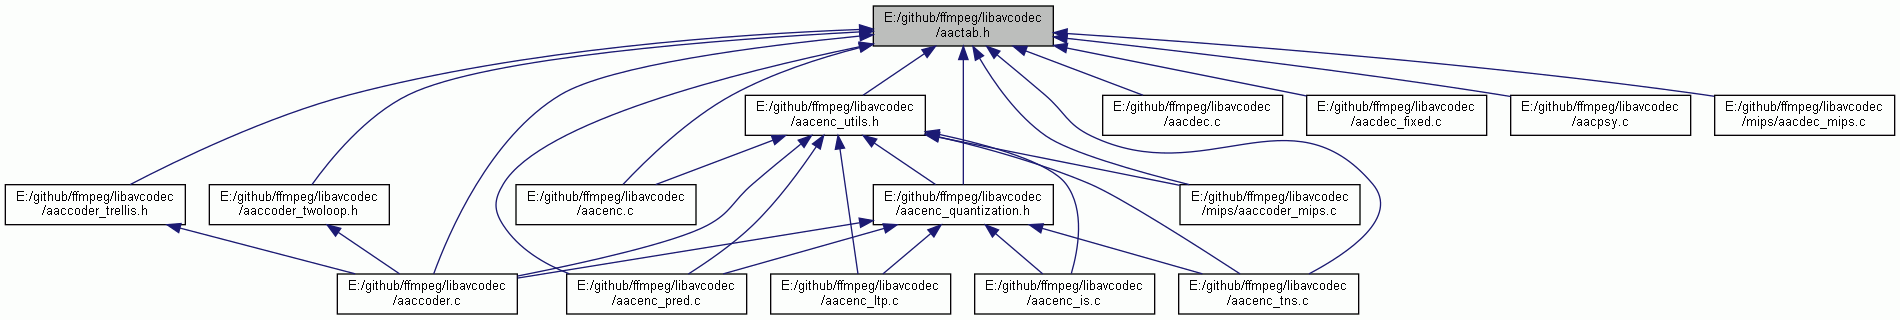 E:/github/ffmpeg/libavcodec
/aactab.h
E:/github/ffmpeg/libavcodec
/aacenc_utils.h
E:/github/ffmpeg/libavcodec
/aacdec.c
E:/github/ffmpeg/libavcodec
/aacdec_fixed.c
E:/github/ffmpeg/libavcodec
/aacpsy.c
E:/github/ffmpeg/libavcodec
/mips/aacdec_mips.c
E:/github/ffmpeg/libavcodec
/aaccoder_trellis.h
E:/github/ffmpeg/libavcodec
/aaccoder_twoloop.h
E:/github/ffmpeg/libavcodec
/aacenc.c
E:/github/ffmpeg/libavcodec
/aacenc_quantization.h
E:/github/ffmpeg/libavcodec
/mips/aaccoder_mips.c
E:/github/ffmpeg/libavcodec
/aaccoder.c
E:/github/ffmpeg/libavcodec
/aacenc_pred.c
E:/github/ffmpeg/libavcodec
/aacenc_ltp.c
E:/github/ffmpeg/libavcodec
/aacenc_is.c
E:/github/ffmpeg/libavcodec
/aacenc_tns.c